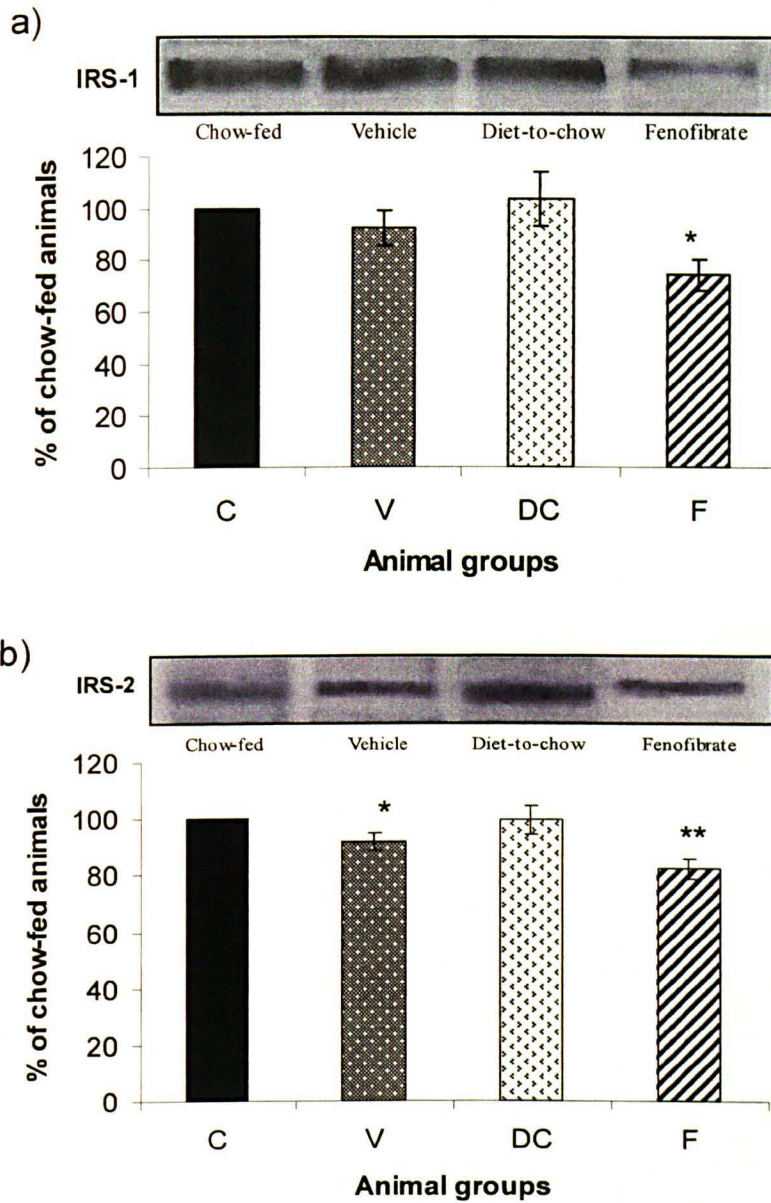 a)
IRS-1
Chow-fed Vehicle Diet-to-chow Fenofibrate
% of chow-fed animals
120
100
80
60
40
20
0
*
C V DC F
Animal groups
b)
IRS-2
Chow-fed Vehicle Diet-to-chow Fenofibrate
% of chow-fed animals
120
100
80
60
40
20
0
* **
C V DC F
Animal groups